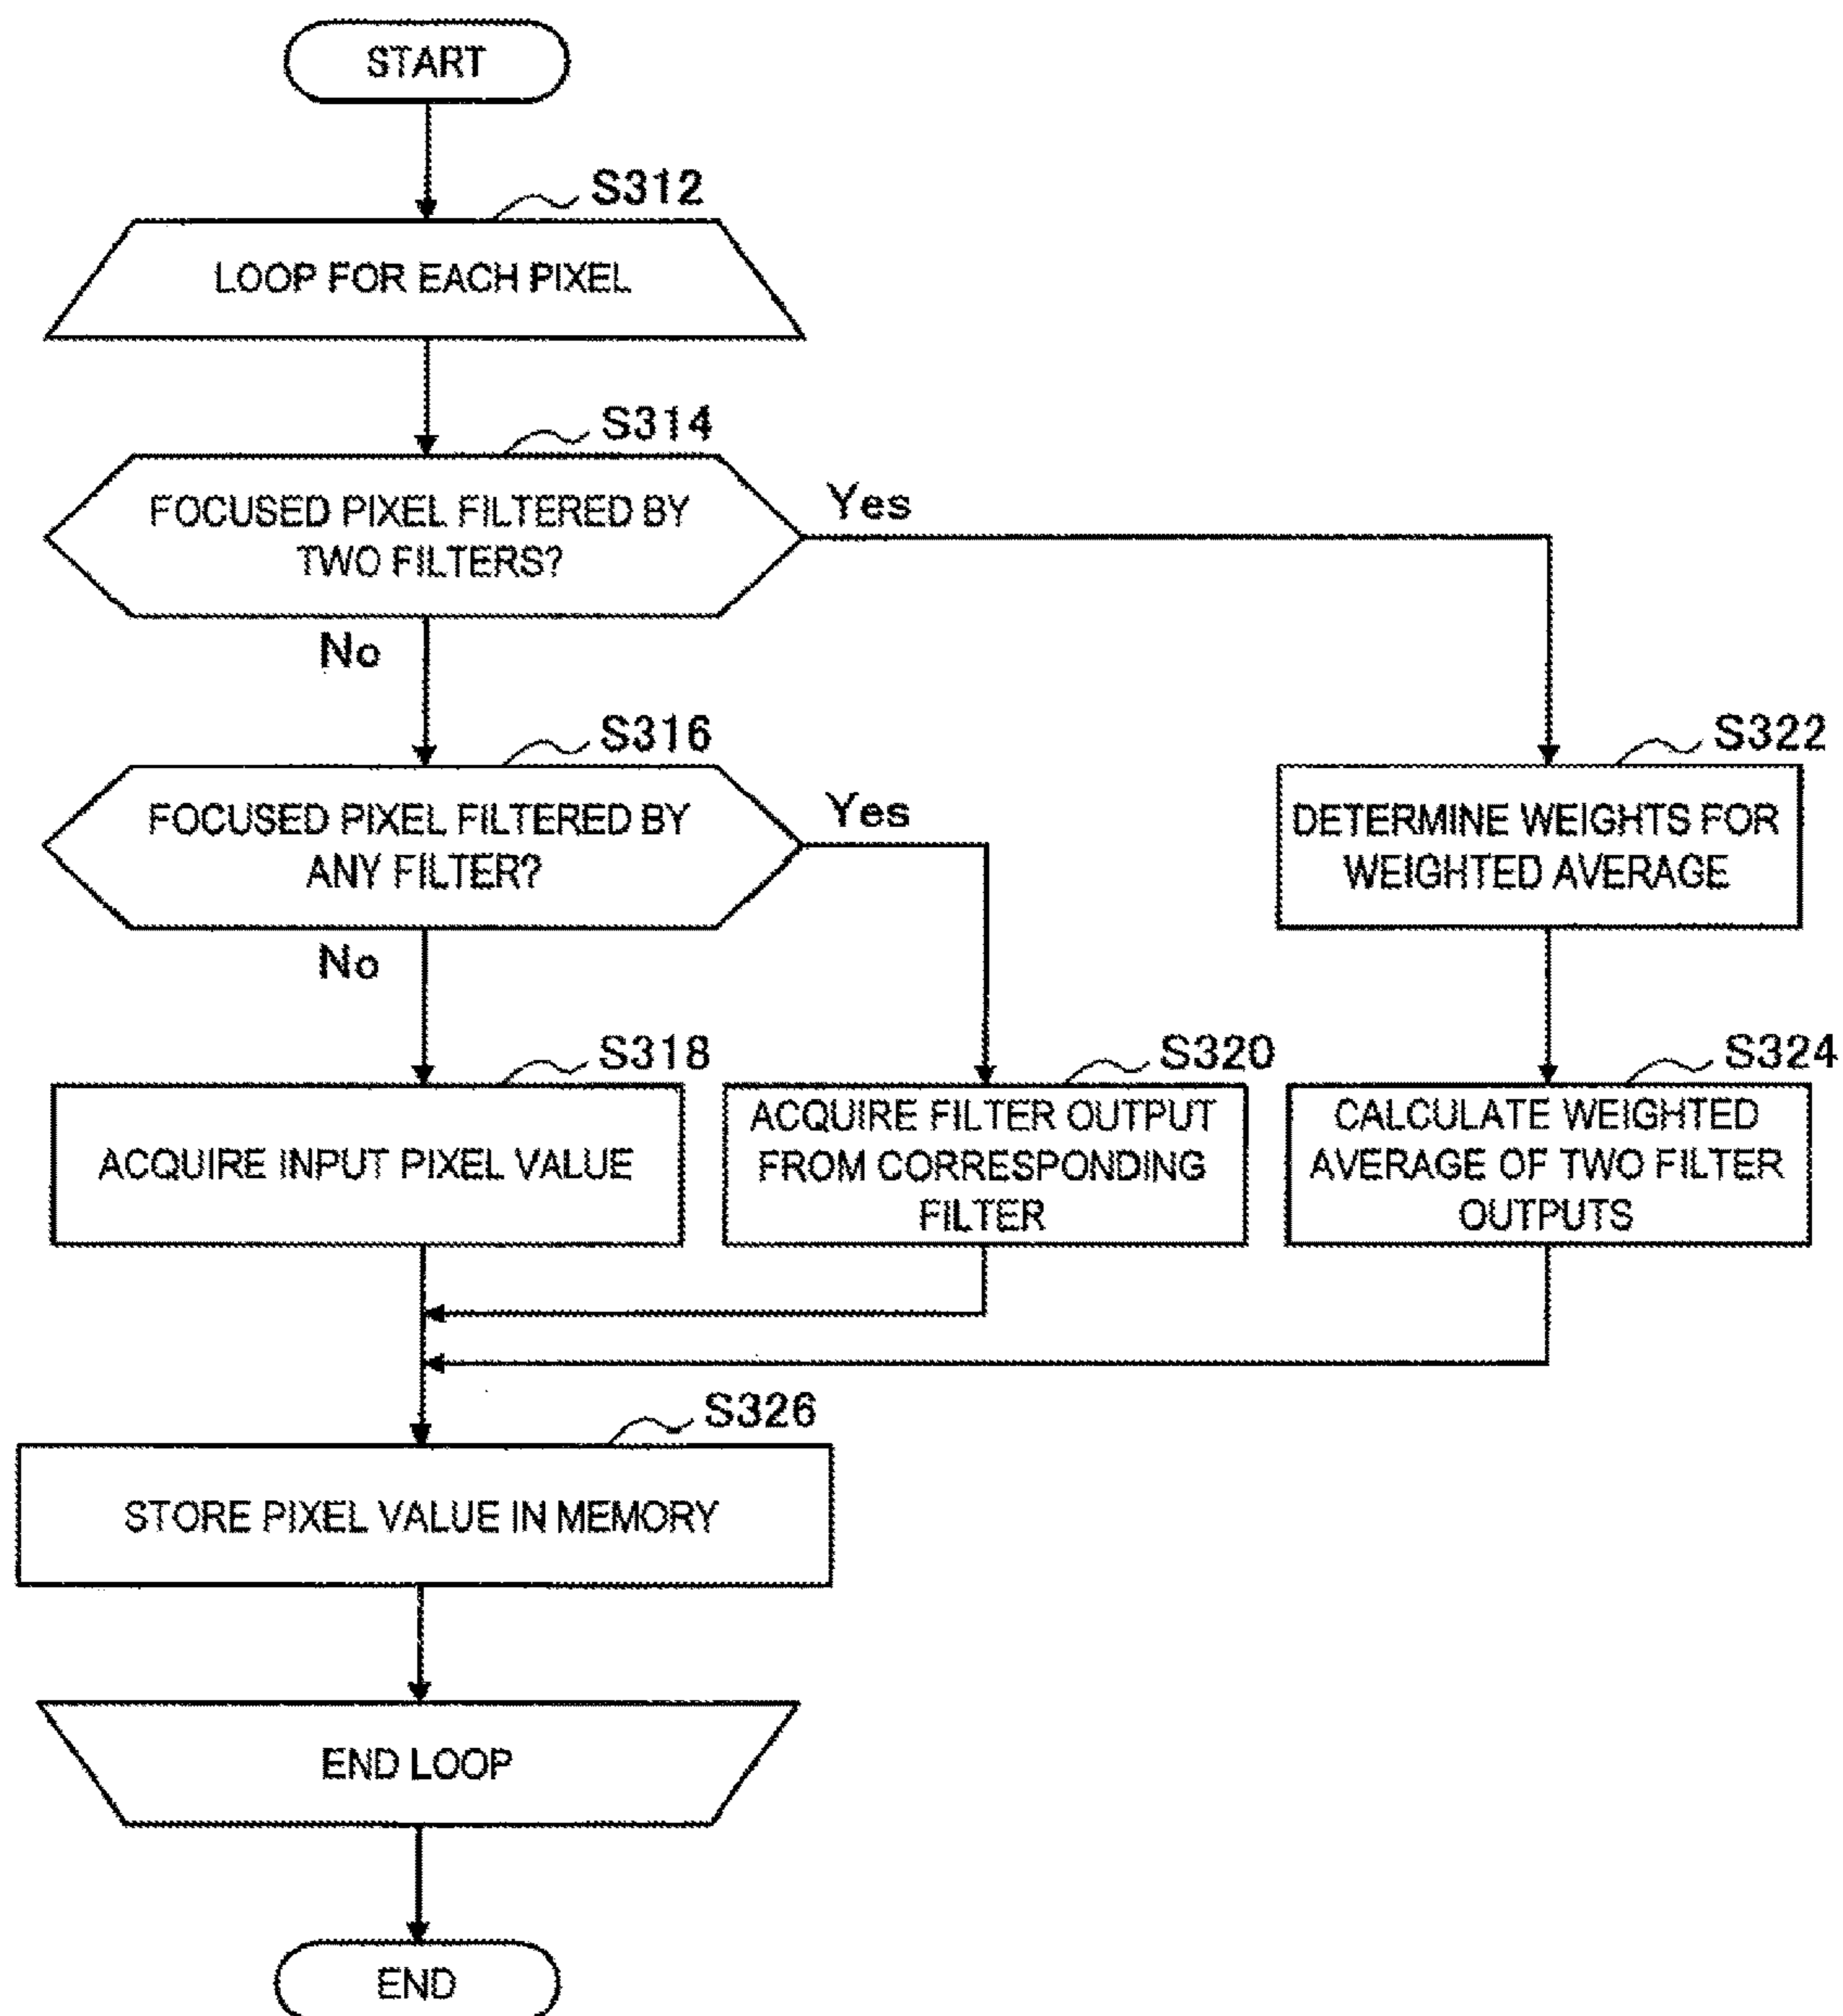 START
S312
LOOP FOR EACH PIXEL
S314
FOCUSED PIXEL FILTERED BY
TWO FILTERS?
Yes
No
S316
FOCUSED PIXEL FILTERED BY
ANY FILTER?
Yes
No
S322
DETERMINE WEIGHTS FOR
WEIGHTED AVERAGE
S318
ACQUIRE INPUT PIXEL VALUE
S320
ACQUIRE FILTER OUTPUT
FROM CORRESPONDING
FILTER
S324
CALCULATE WEIGHTED
AVERAGE OF TWO FILTER
OUTPUTS
S326
STORE PIXEL VALUE IN MEMORY
END LOOP
END